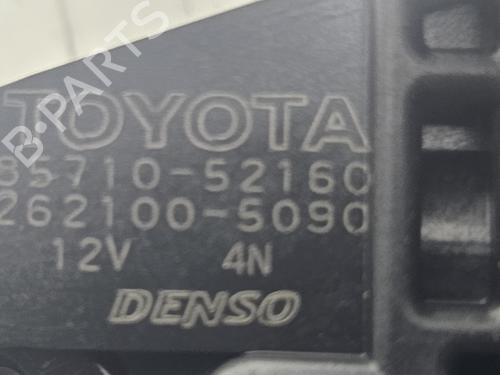 TOYOTA
85710-52160
262100-5090
12V 4N
DENSO
B-PARTS